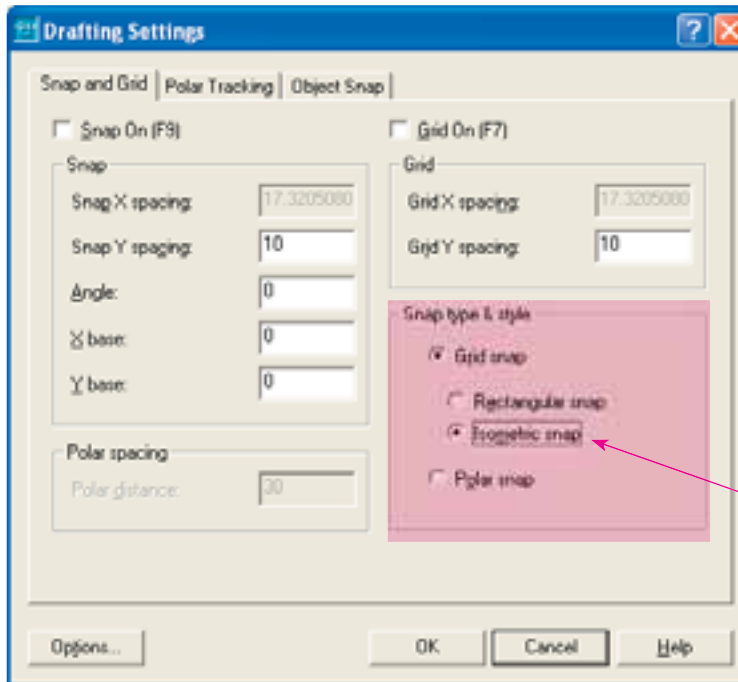 Drafting Settings
Snap and Grid Polar Tracking Object Snap
Snap On (F9)
Grid On (F7)
Snap
Snap X spacing: 17.3205080
Snap Y spacing: 10
Angle: 0
X base: 0
Y base: 0
Grid
Grid X spacing: 17.3205080
Grid Y spacing: 10
Snap type & style
Grid snap
Rectangular snap
Isometric snap
Polar snap
Polar spacing
Polar distance: 30
Options... OK Cancel Help